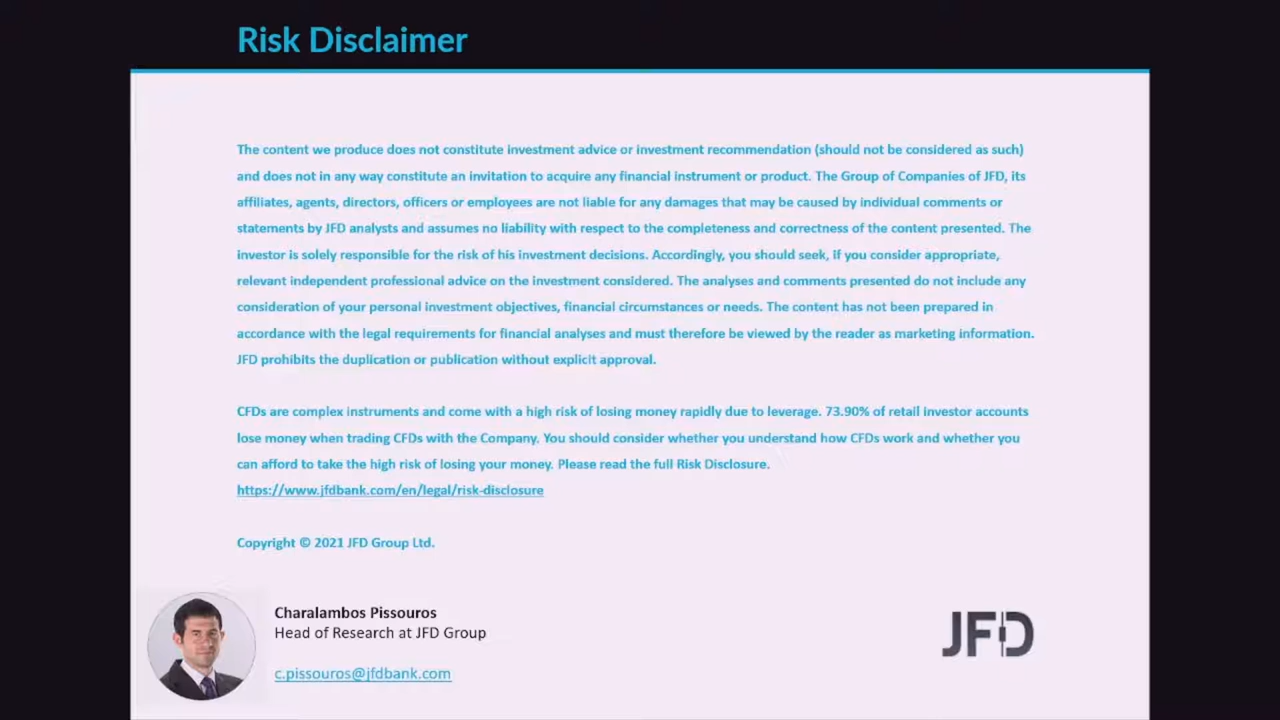 Risk Disclaimer
The content we produce does not constitute investment advice or investment recommendation (should not be considered as such)
and does not in any way constitute an invitation to acquire any financial instrument or product. The Group of Companies of JFD, its
affiliates, agents, directors, officers or employees are not liable for any damages that may be caused by individual comments or
statements by JFD analysts and assumes no liability with respect to the completeness and correctness of the content presented. The
investor is solely responsible for the risk of his investment decisions. Accordingly, you should seek, if you consider appropriate,
relevant independent professional advice on the investment considered. The analyses and comments presented do not include any
consideration of your personal investment objectives, financial circumstances or needs. The content has not been prepared in
accordance with the legal requirements for financial analyses and must therefore be viewed by the reader as marketing information.
JFD prohibits the duplication or publication without explicit approval.
CFDs are complex instruments and come with a high risk of losing money rapidly due to leverage. 73.90% of retail investor accounts
lose money when trading CFDs with the Company. You should consider whether you understand how CFDs work and whether you
can afford to take the high risk of losing your money. Please read the full Risk Disclosure.
https://www.jfdbank.com/en/legal/risk-disclosure
Copyright © 2021 JFD Group Ltd.
Charalambos Pissouros
Head of Research at JFD Group
c.pissouros@jfdbank.com
JFD